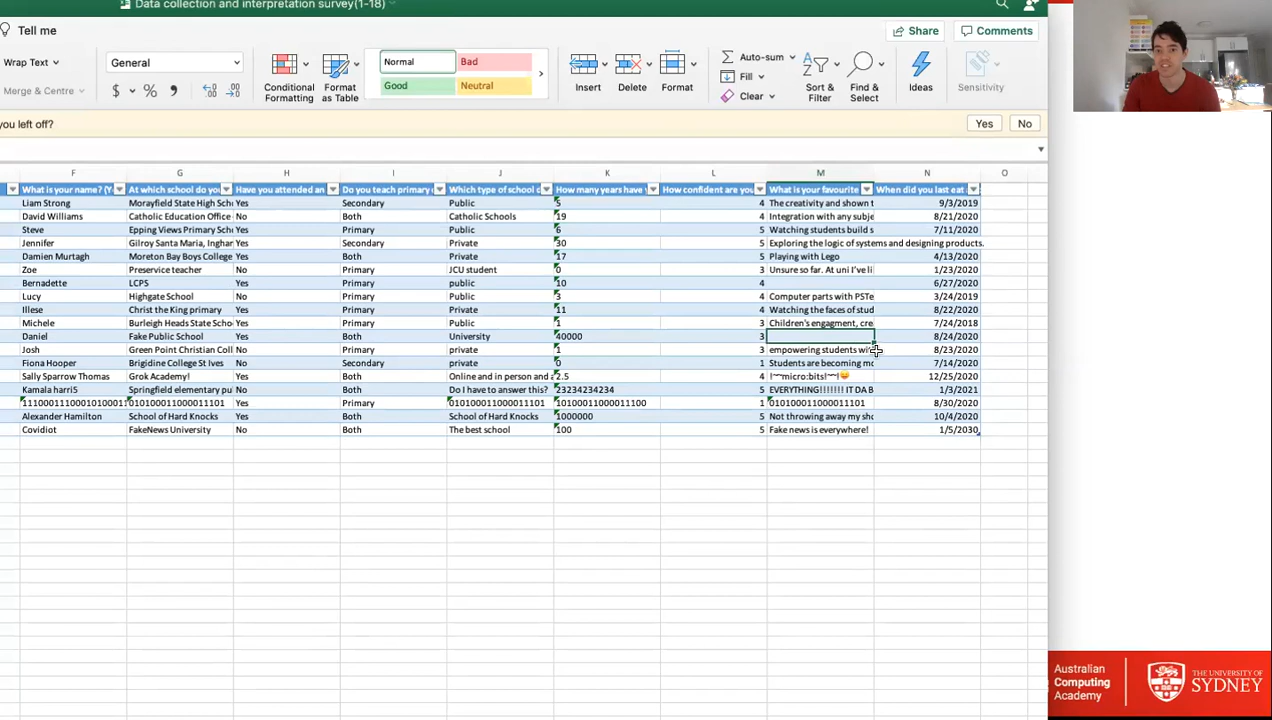 Data collection and interpretation survey(1-18)
Tell me
Share
Comments
Wrap Text
General
Merge & Centre
$ % 9
Conditional Formatting
Format as Table
Normal
Bad
Good
Neutral
Insert
Delete
Format
Auto-sum
Fill
Clear
Sort & Filter
Find & Select
Ideas
Sensitivity
you left off?
Yes
No
F G H I J K L M N O
What is your name? (Y At which school do you Have you attended an Do you teach primary Which type of school d How many years have How confident are you What is your favourite When did you last eat
Liam Strong Morayfield State High Scho Yes Secondary Public 5 4 The creativity and shown t 9/3/2019
David Williams Catholic Education Office No Both Catholic Schools 19 4 Integration with any subje 8/21/2020
Steve Epping Views Primary Scho Yes Primary Public 6 5 Watching students build s 7/11/2020
Jennifer Gilroy Santa Maria, Ingham Yes Secondary Private 30 5 Exploring the logic of systems and designing products.
Damien Murtagh Moreton Bay Boys College Yes Both Private 17 5 Playing with Lego 4/13/2020
Zoe Preservice teacher No Primary JCU student 0 3 Unsure so far. At uni I've li 1/23/2020
Bernadette LCPS Yes Primary public 10 4 6/27/2020
Lucy Highgate School No Primary Public 3 4 Computer parts with PSTe 3/24/2019
Illese Christ the King primary Yes Primary Private 11 4 Watching the faces of stud 8/22/2020
Michele Burleigh Heads State Schoo Yes Primary Public 1 3 Children's engagment, cre 7/24/2018
Daniel Fake Public School Yes Both University 40000 3 8/24/2020
Josh Green Point Christian Coll No Primary private 1 3 empowering students wi 8/23/2020
Fiona Hooper Brigidine College St Ives No Secondary private 0 1 Students are becoming mo 7/14/2020
Sally Sparrow Thomas Grok Academy! Yes Both Online and in person and a 2.5 4 !~~micro:bits!~~!😛 12/25/2020
Kamala harri5 Springfield elementary pu No Both Do I have to answer this? 23234234234 5 EVERYTHING!!!!!!! IT DA B 1/3/2021
010100011000011101 Yes Primary 010100011000011101 10100011000011100 1 010100011000011101 8/30/2020
Alexander Hamilton School of Hard Knocks Yes Both School of Hard Knocks 1000000 5 Not throwing away my sho 10/4/2020
Covidiot FakeNews University No Both The best school 100 5 Fake news is everywhere! 1/5/2030
Australian
Computing
Academy
THE UNIVERSITY OF
SYDNEY